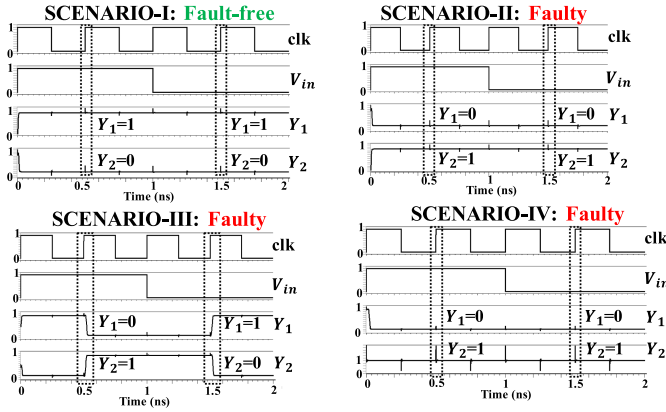 SCENARIO-I: Fault-free
1
0
clk
1
0
V_in
1
0
Y_1=1
Y_1=1
Y_1
1
0
Y_2=0
Y_2=0
Y_2
0
0.5
1
1.5
2
Time (ns)
SCENARIO-II: Faulty
1
0
clk
1
0
V_in
1
0
Y_1=0
Y_1=0
Y_1
1
0
Y_2=1
Y_2=1
Y_2
0
0.5
1
1.5
2
Time (ns)
SCENARIO-III: Faulty
1
0
clk
1
0
V_in
1
0
Y_1=0
Y_1=1
Y_1
1
0
Y_2=1
Y_2=0
Y_2
0
0.5
1
1.5
2
Time (ns)
SCENARIO-IV: Faulty
1
0
clk
1
0
V_in
1
0
Y_1=0
Y_1=0
Y_1
1
0
Y_2=1
Y_2=1
Y_2
0
0.5
1
1.5
2
Time (ns)